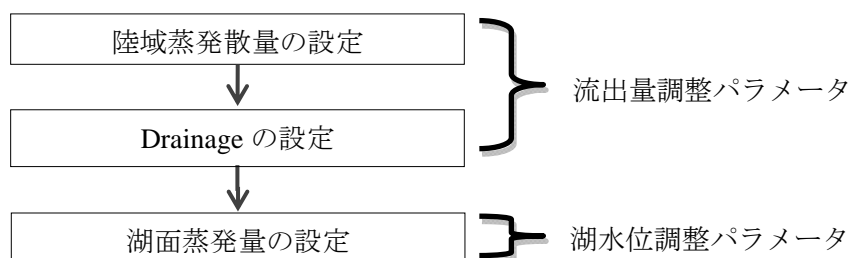 陸域蒸発散量の設定
流出量調整パラメータ
Drainage の設定
湖面蒸発量の設定
湖水位調整パラメータ